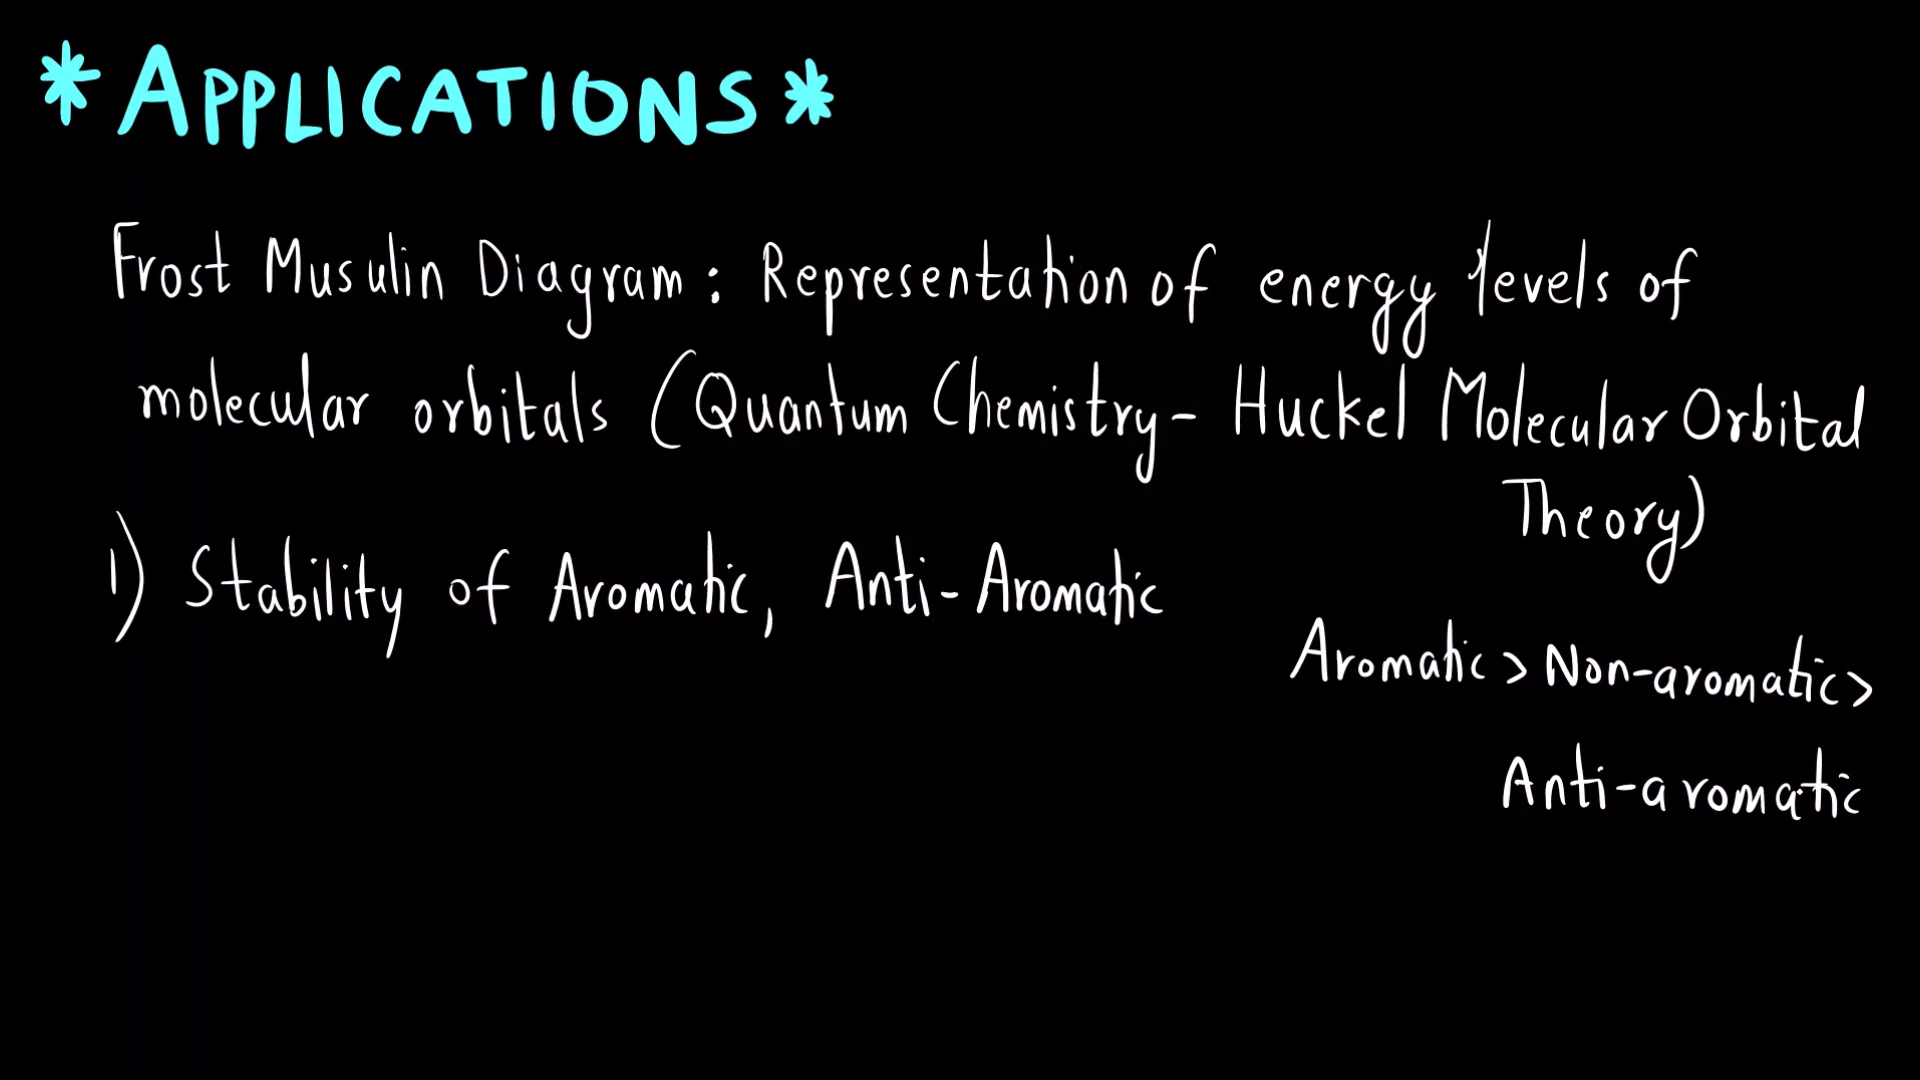 *APPLICATIONS*
Frost Musulin Diagram: Representation of energy levels of
molecular orbitals (Quantum Chemistry- Huckel Molecular Orbital
Theory)
1) Stability of Aromatic, Anti-Aromatic
Aromatic > Non-aromatic >
Anti-aromatic